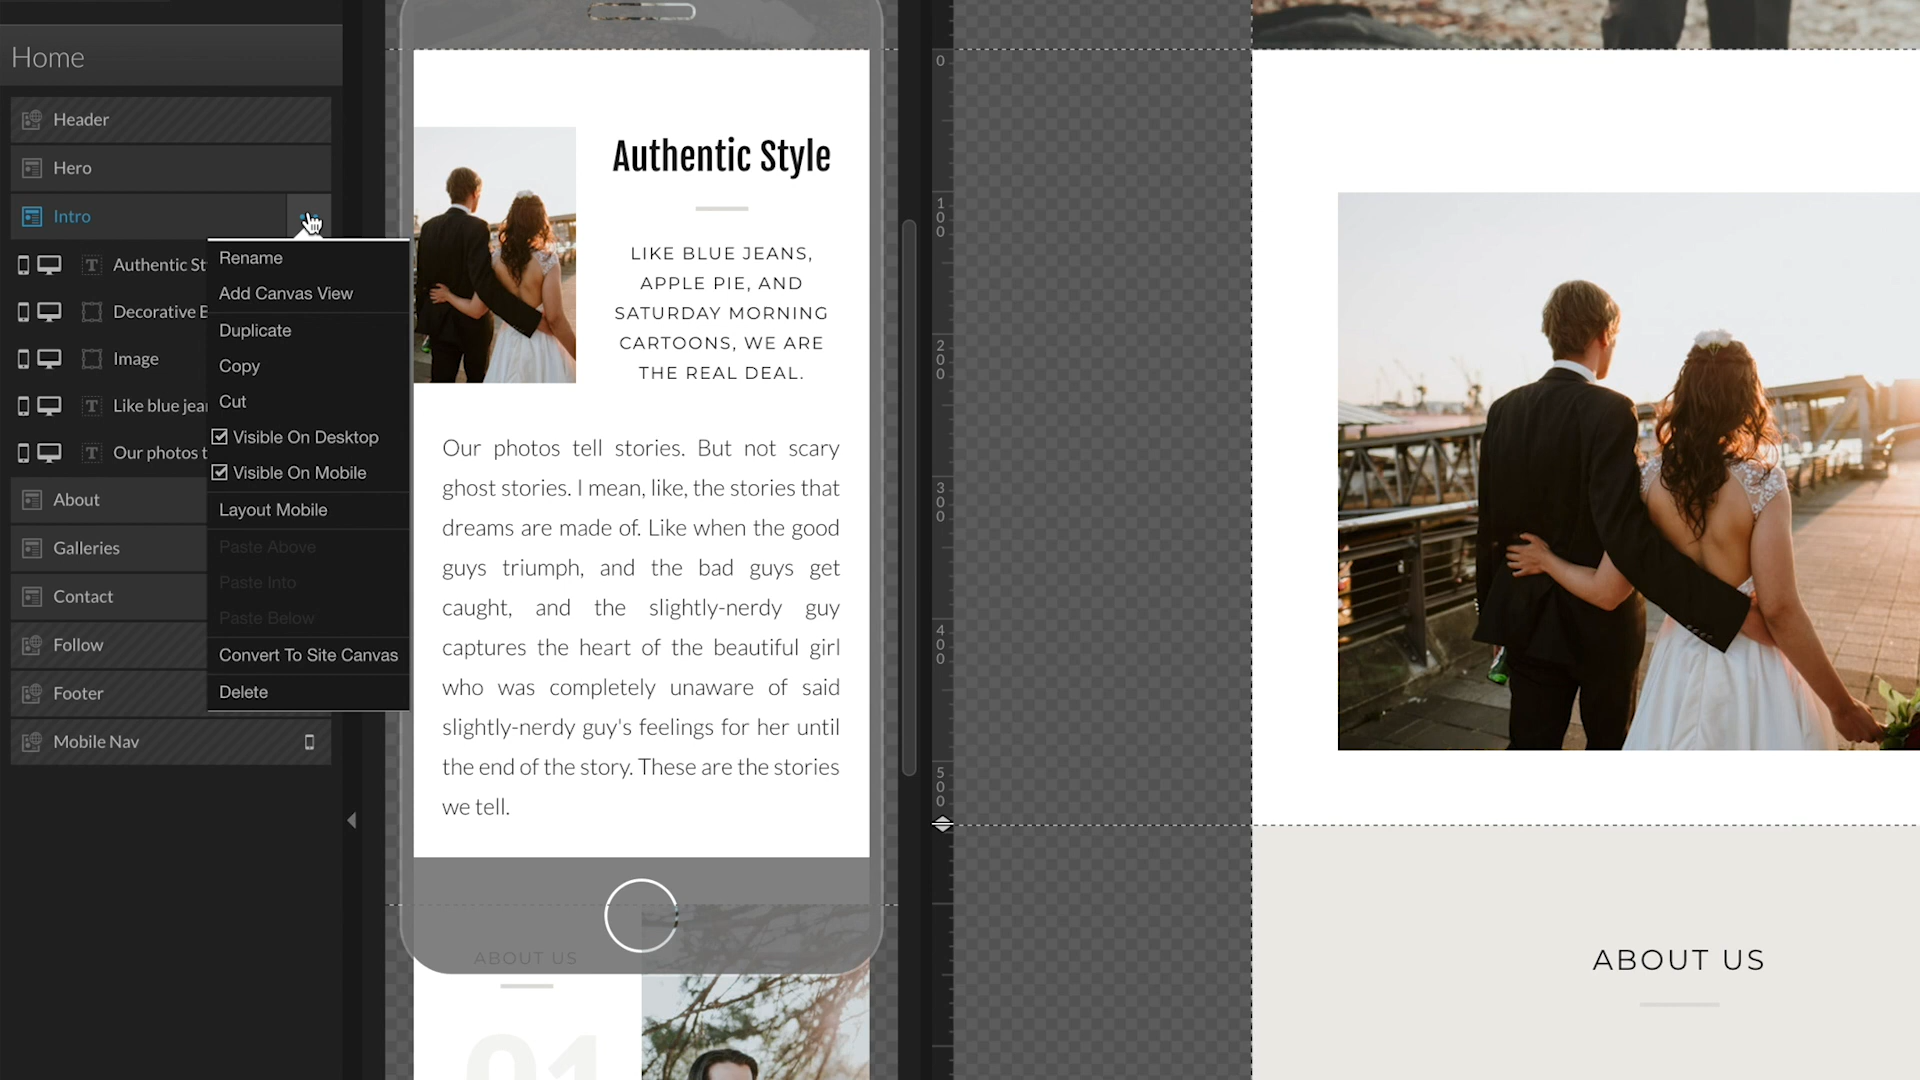 Home
Header
Hero
Intro
Authentic St
Decorative
Image
Like blue jea
Our photos t
About
Galleries
Contact
Follow
Footer
Mobile Nav
Rename
Add Canvas View
Duplicate
Copy
Cut
Visible On Desktop
Visible On Mobile
Layout Mobile
Paste Above
Paste Into
Paste Below
Convert To Site Canvas
Delete
Authentic Style
LIKE BLUE JEANS,
APPLE PIE, AND
SATURDAY MORNING
CARTOONS, WE ARE
THE REAL DEAL.
Our photos tell stories. But not scary
ghost stories. I mean, like, the stories that
dreams are made of. Like when the good
guys triumph, and the bad guys get
caught, and the slightly-nerdy guy
captures the heart of the beautiful girl
who was completely unaware of said
slightly-nerdy guy's feelings for her until
the end of the story. These are the stories
we tell.
ABOUT US
01
0
100
200
300
400
500
ABOUT US